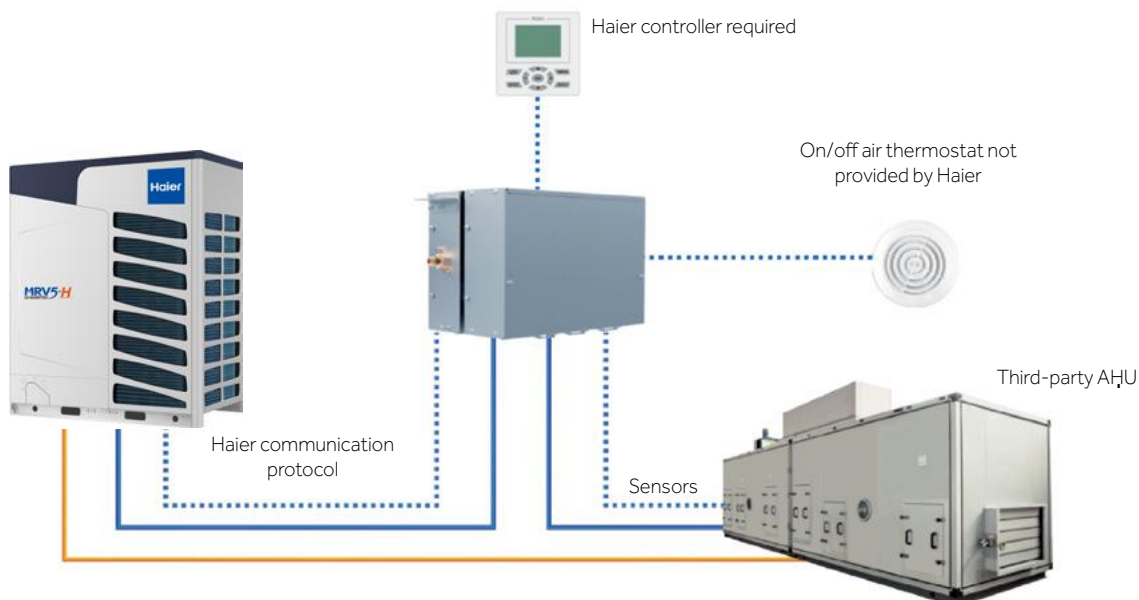 Haier controller required
On/off air thermostat not
provided by Haier
Haier
MRV5-H
Third-party AHU
Haier communication
protocol
Sensors